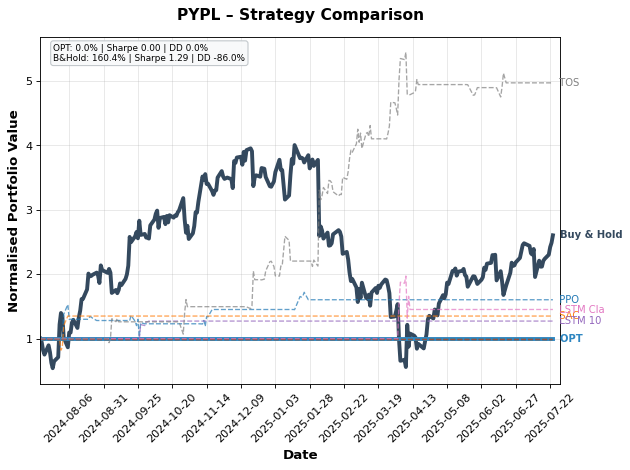 PYPL – Strategy Comparison
OPT: 0.0% | Sharpe 0.00 | DD 0.0%
B&Hold: 160.4% | Sharpe 1.29 | DD -86.0%
Normalised Portfolio Value
5
4
3
2
1
TOS
Buy & Hold
PPO
LSTM Cla
LSTM 10
OPT
2024-08-06
2024-08-31
2024-09-25
2024-10-20
2024-11-14
2024-12-09
2025-01-03
2025-01-28
2025-02-22
2025-03-19
2025-04-13
2025-05-08
2025-06-02
2025-06-27
2025-07-22
Date